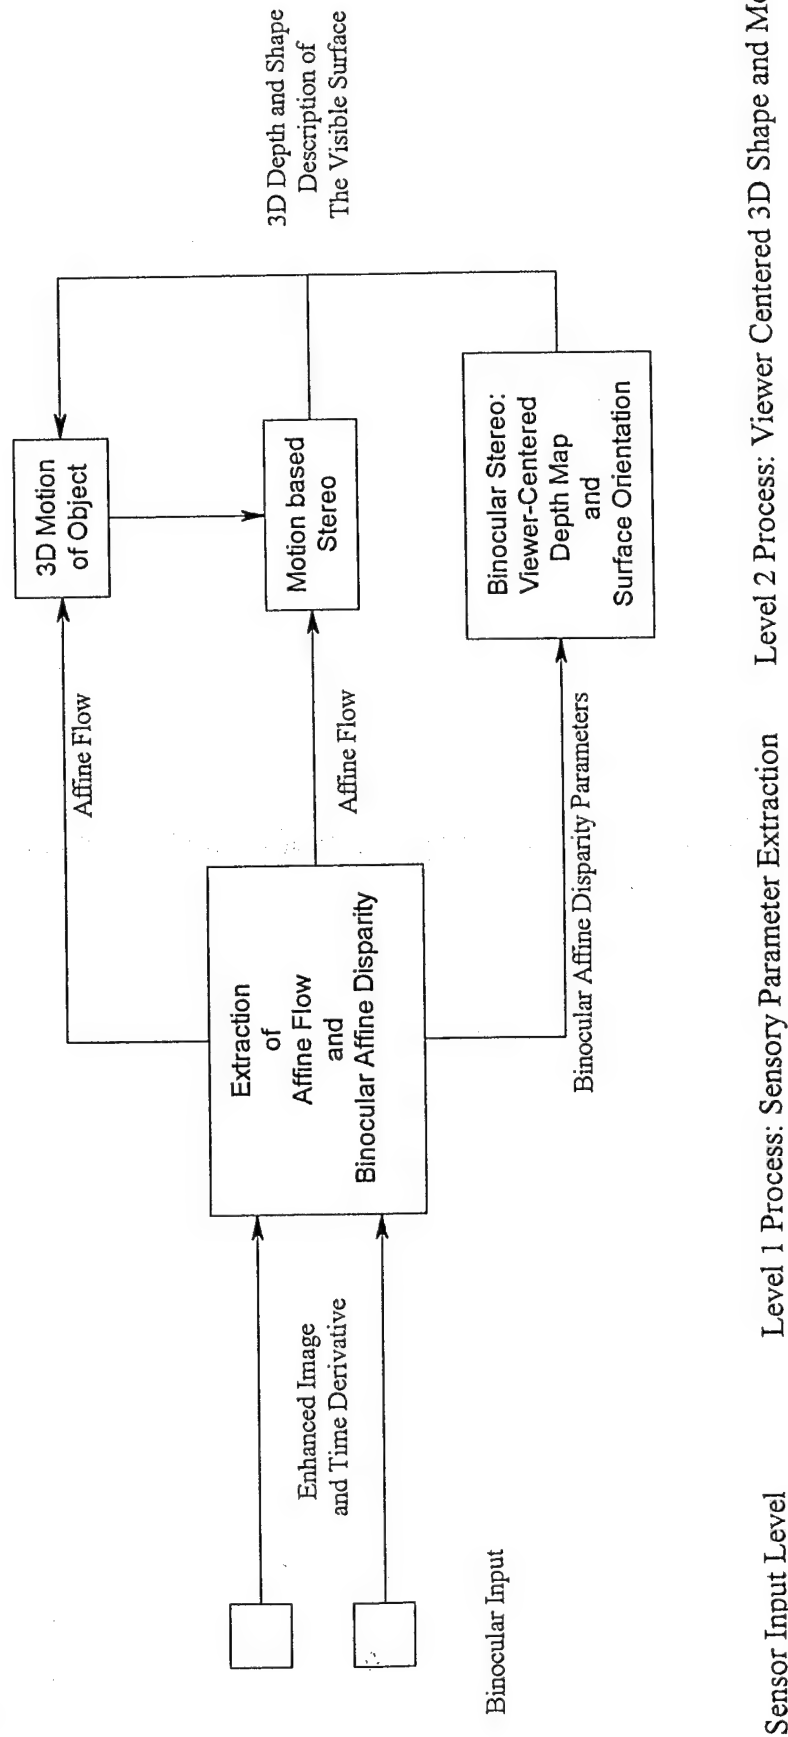 Binocular Input
Enhanced Image
and Time Derivative
Extraction
of
Affine Flow
and
Binocular Affine Disparity
Affine Flow
Affine Flow
Binocular Affine Disparity Parameters
3D Motion
of Object
Motion based
Stereo
Binocular Stereo:
Viewer-Centered
Depth Map
and
Surface Orientation
3D Depth and Shape
Description of
The Visible Surface
Sensor Input Level
Level 1 Process: Sensory Parameter Extraction
Level 2 Process: Viewer Centered 3D Shape and